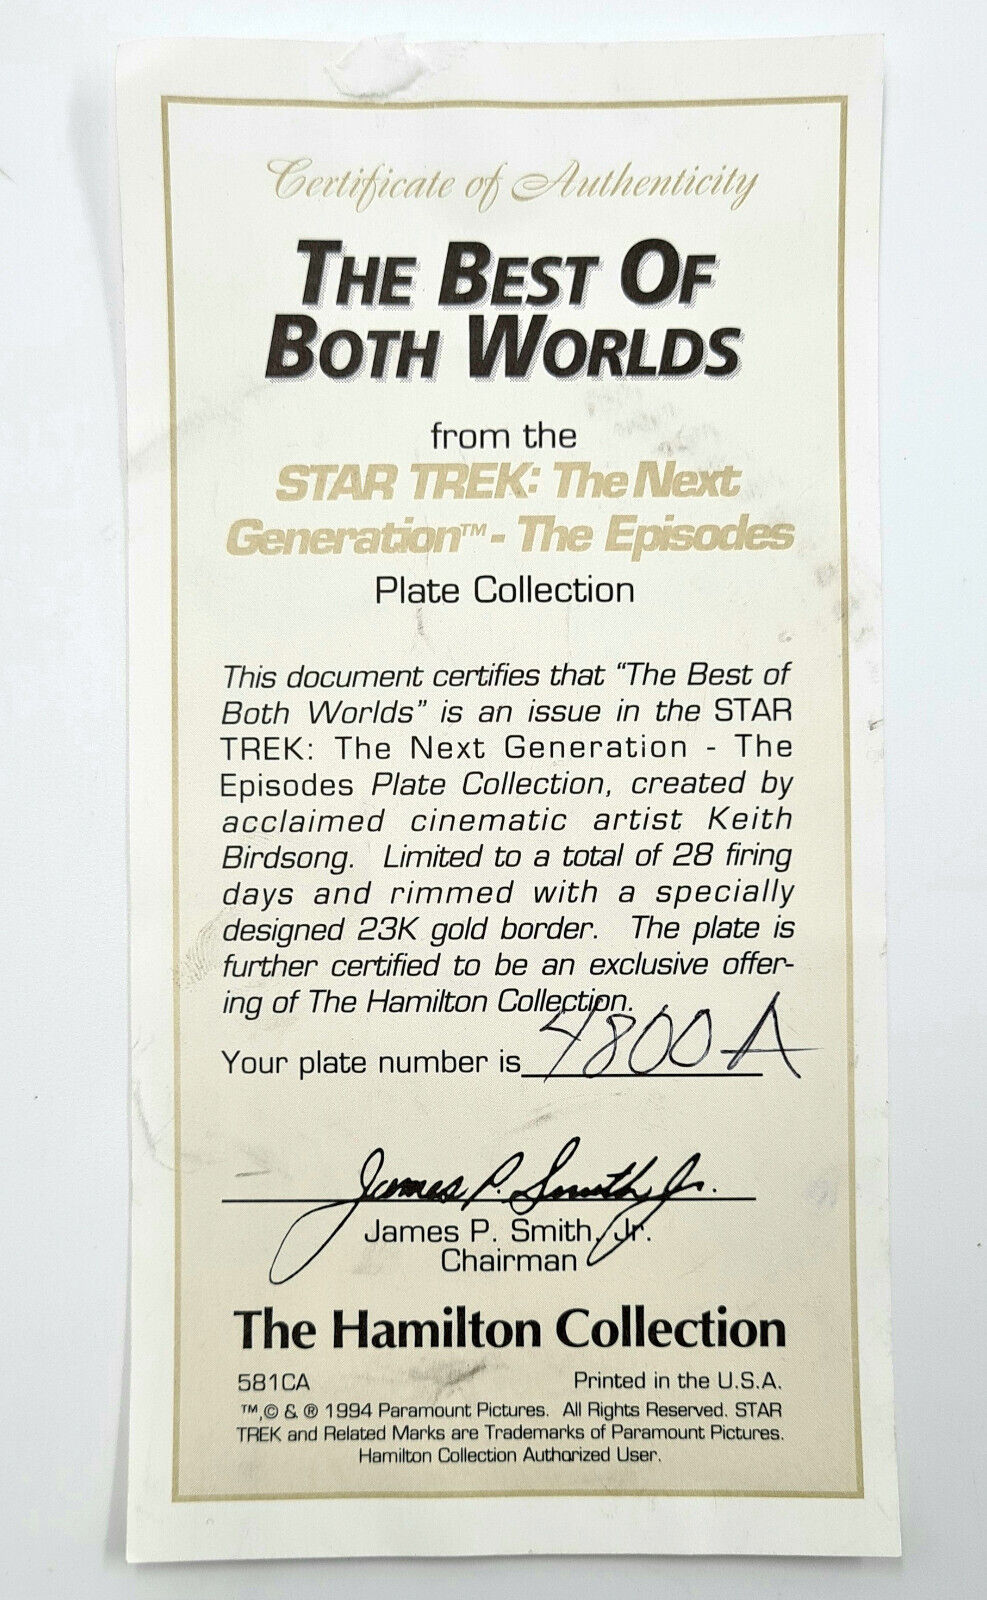 Certificate of Authenticity
THE BEST OF
BOTH WORLDS
from the
STAR TREK: The Next
Generation™ - The Episodes
Plate Collection
This document certifies that “The Best of
Both Worlds” is an issue in the STAR
TREK: The Next Generation - The
Episodes Plate Collection, created by
acclaimed cinematic artist Keith
Birdsong. Limited to a total of 28 firing
days and rimmed with a specially
designed 23K gold border. The plate is
further certified to be an exclusive offer-
ing of The Hamilton Collection.
Your plate number is 4800A
James P. Smith, Jr.
James P. Smith, Jr.
Chairman
The Hamilton Collection
581CA Printed in the U.S.A.
™,© & ® 1994 Paramount Pictures. All Rights Reserved. STAR
TREK and Related Marks are Trademarks of Paramount Pictures.
Hamilton Collection Authorized User.